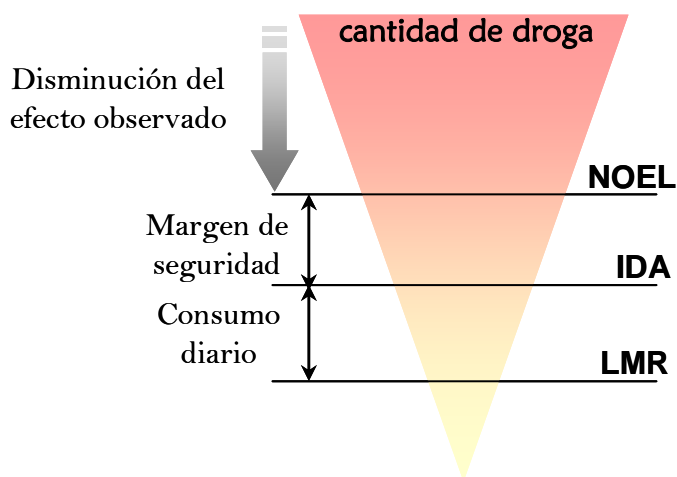 cantidad de droga
Disminución del
efecto observado
NOEL
Margen de
seguridad
IDA
Consumo
diario
LMR